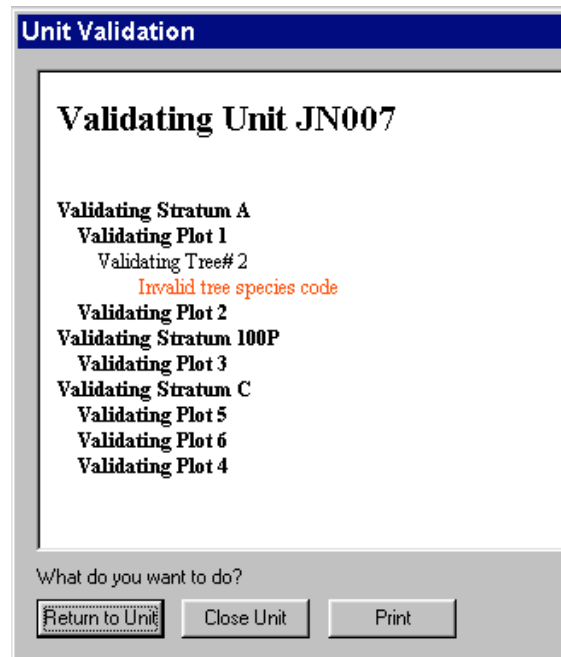 Unit Validation
Validating Unit JN007
Validating Stratum A
Validating Plot 1
Validating Tree# 2
Invalid tree species code
Validating Plot 2
Validating Stratum 100P
Validating Plot 3
Validating Stratum C
Validating Plot 5
Validating Plot 6
Validating Plot 4
What do you want to do?
Return to Unit Close Unit Print